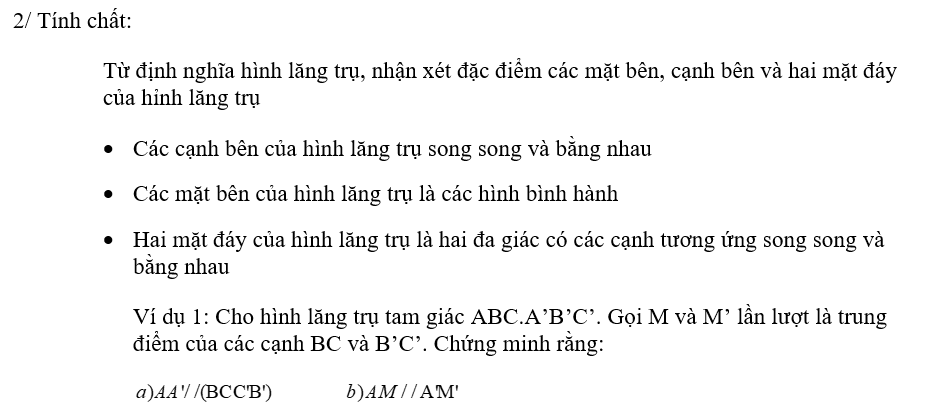 2/ Tính chất:
Từ định nghĩa hình lăng trụ, nhận xét đặc điểm các mặt bên, cạnh bên và hai mặt đáy
của hình lăng trụ
• Các cạnh bên của hình lăng trụ song song và bằng nhau
• Các mặt bên của hình lăng trụ là các hình bình hành
• Hai mặt đáy của hình lăng trụ là hai đa giác có các cạnh tương ứng song song và
bằng nhau
Ví dụ 1: Cho hình lăng trụ tam giác ABC.A’B’C’. Gọi M và M’ lần lượt là trung
điểm của các cạnh BC và B’C’. Chứng minh rằng:
a)AA'//(BCC'B') b)AM//A'M'